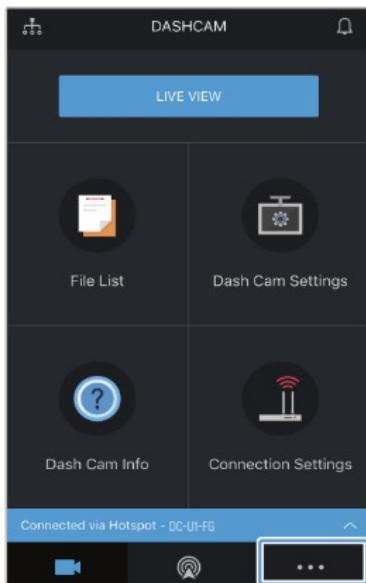 DASHCAM
LIVE VIEW
File List
Dash Cam Settings
Dash Cam Info
Connection Settings
Connected via Hotspot - DC-U1-FG